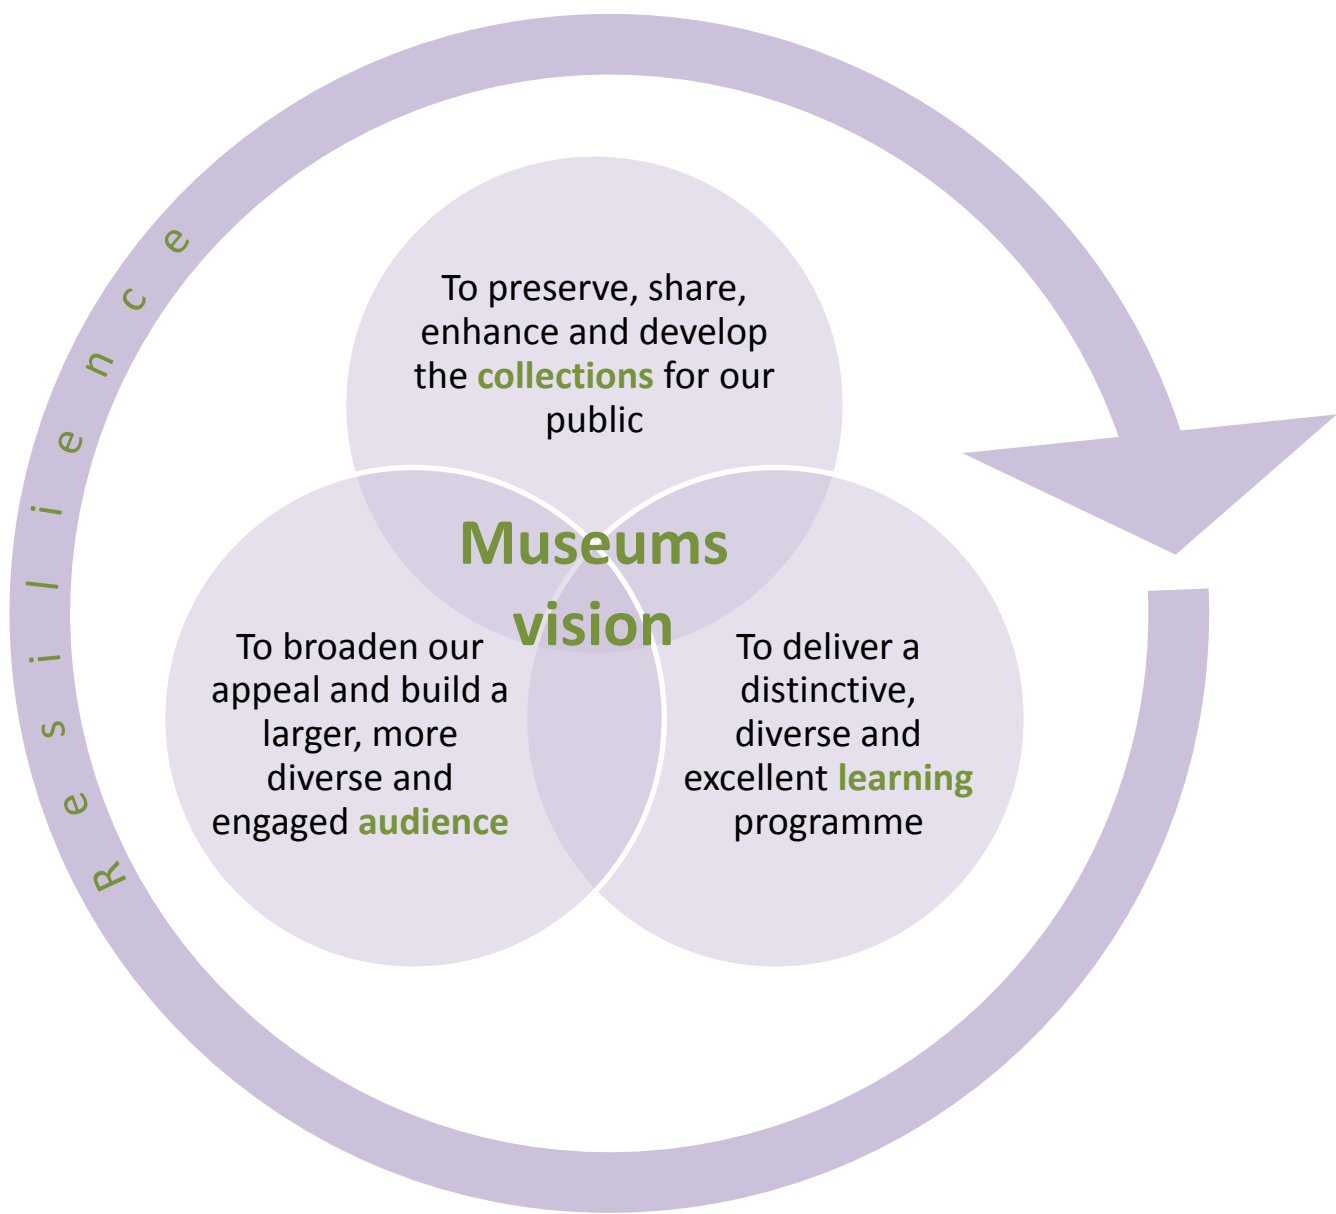 Resilience
To preserve, share,
enhance and develop
the collections for our
public
Museums
vision
To broaden our
appeal and build a
larger, more
diverse and
engaged audience
To deliver a
distinctive,
diverse and
excellent learning
programme